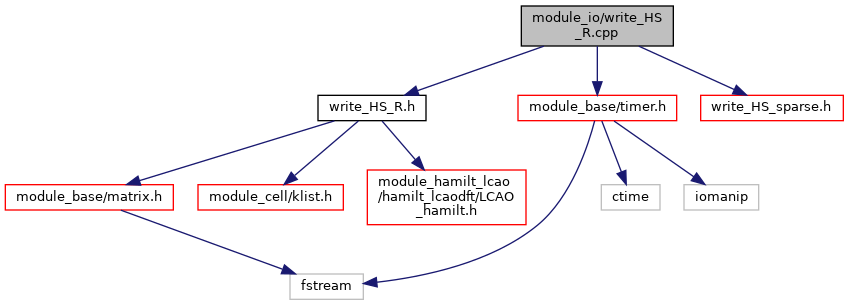 module_io/write_HS
_R.cpp
write_HS_R.h
module_base/timer.h
write_HS_sparse.h
module_base/matrix.h
module_cell/klist.h
module_hamilt_lcao
/hamilt_lcaodft/LCAO
_hamilt.h
ctime
iomanip
fstream